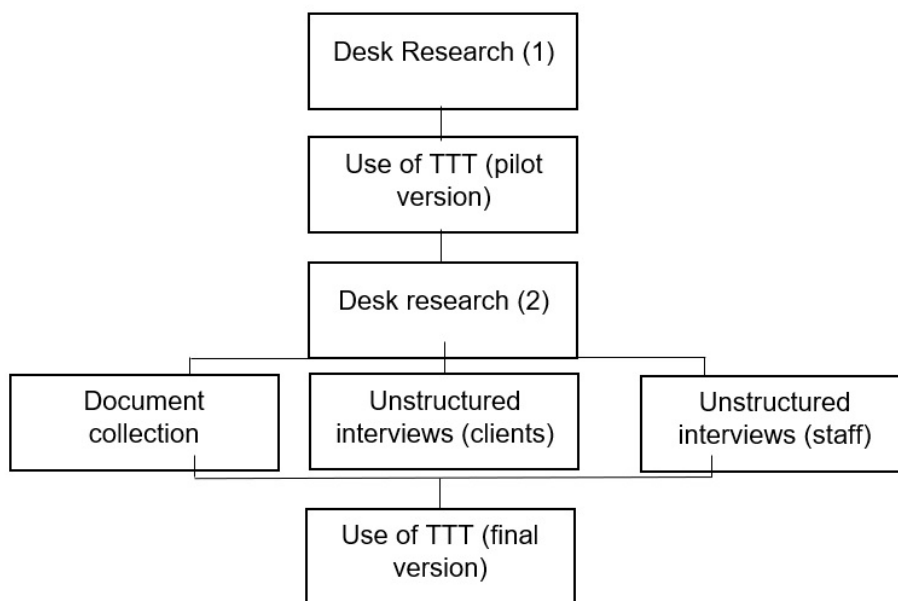 Desk Research (1)
Use of TTT (pilot
version)
Desk research (2)
Document
collection
Unstructured
interviews (clients)
Unstructured
interviews (staff)
Use of TTT (final
version)